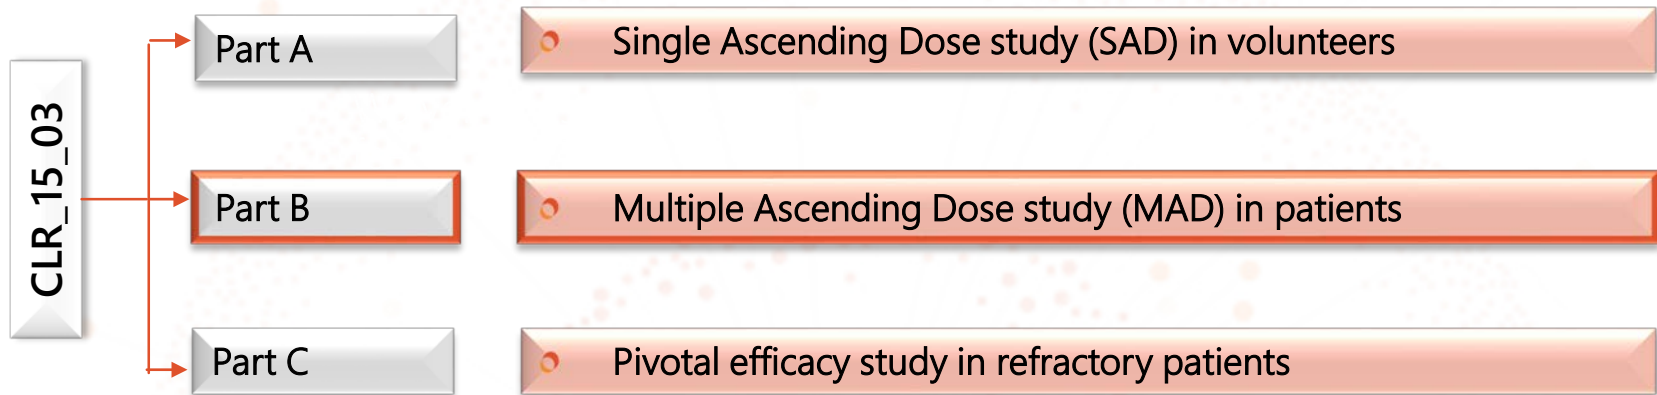 CLR_15_03
Part A
Single Ascending Dose study (SAD) in volunteers
Part B
Multiple Ascending Dose study (MAD) in patients
Part C
Pivotal efficacy study in refractory patients